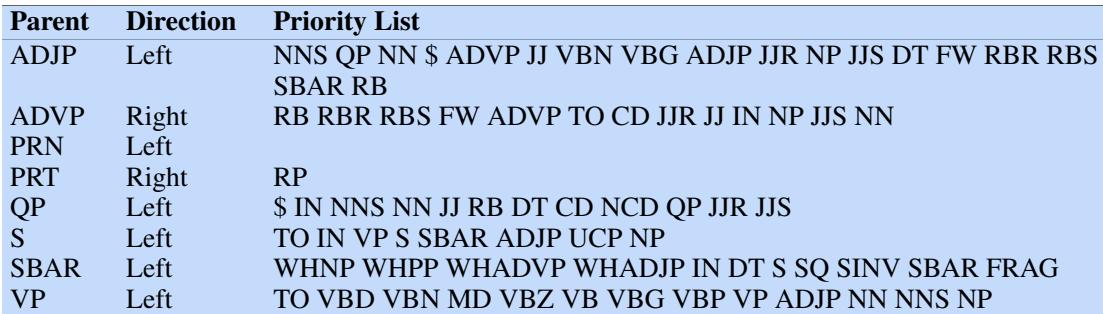 Parent Direction Priority List
ADJP Left NNS QP NN $ ADVP JJ VBN VBG ADJP JJR NP JJS DT FW RBR RBS
SBAR RB
ADVP Right RB RBR RBS FW ADVP TO CD JJR JJ IN NP JJS NN
PRN Left
PRT Right RP
QP Left $ IN NNS NN JJ RB DT CD NCD QP JJR JJS
S Left TO IN VP S SBAR ADJP UCP NP
SBAR Left WHNP WHPP WHADVP WHADJP IN DT S SQ SINV SBAR FRAG
VP Left TO VBD VBN MD VBZ VB VBG VBP VP ADJP NN NNS NP